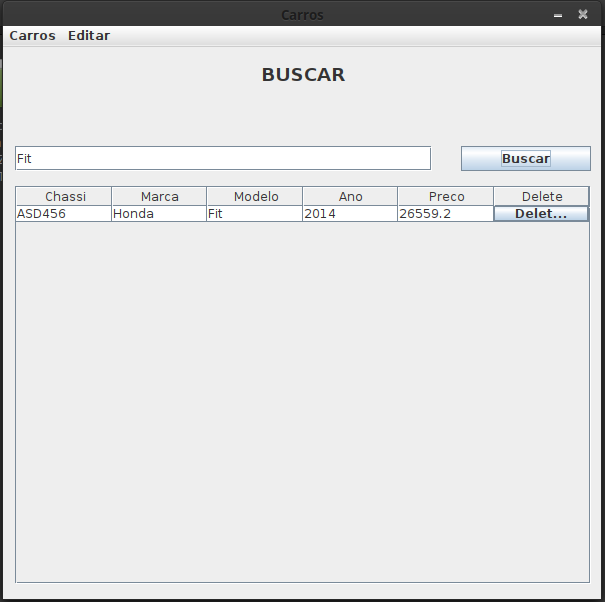 Carros
Carros Editar
BUSCAR
Fit Buscar
Chassi Marca Modelo Ano Preco Delete
ASD456 Honda Fit 2014 26559.2 Delet...